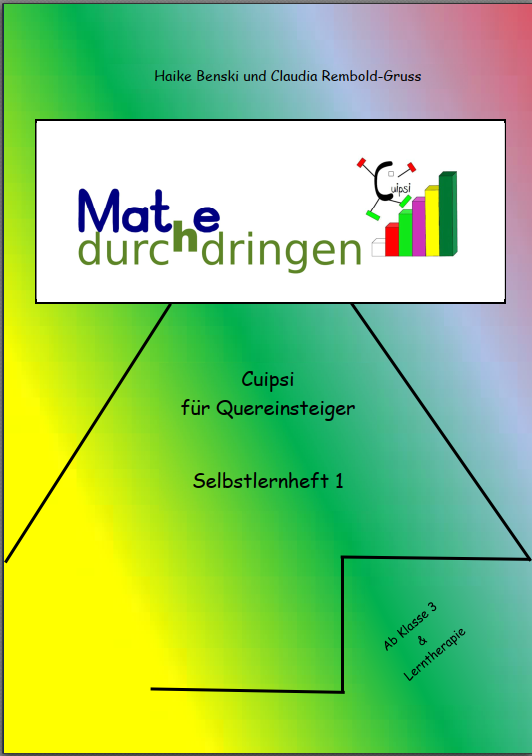 Haike Benski und Claudia Rembold-Gruss
Mathe
durchdringen
Cuipsi
Cuipsi
für Quereinsteiger
Selbstlernheft 1
Ab Klasse 3
&
Lerntherapie